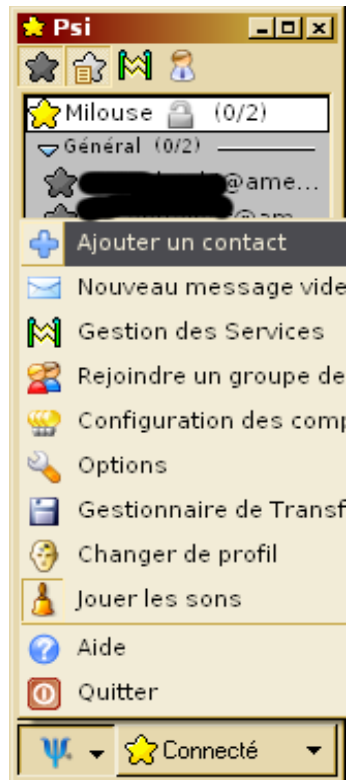 Psi
Milouse (0/2)
Général (0/2)
@ame...
@am
Ajouter un contact
Nouveau message vide
Gestion des Services
Rejoindre un groupe de
Configuration des comp
Options
Gestionnaire de Transf
Changer de profil
Jouer les sons
Aide
Quitter
Connecté